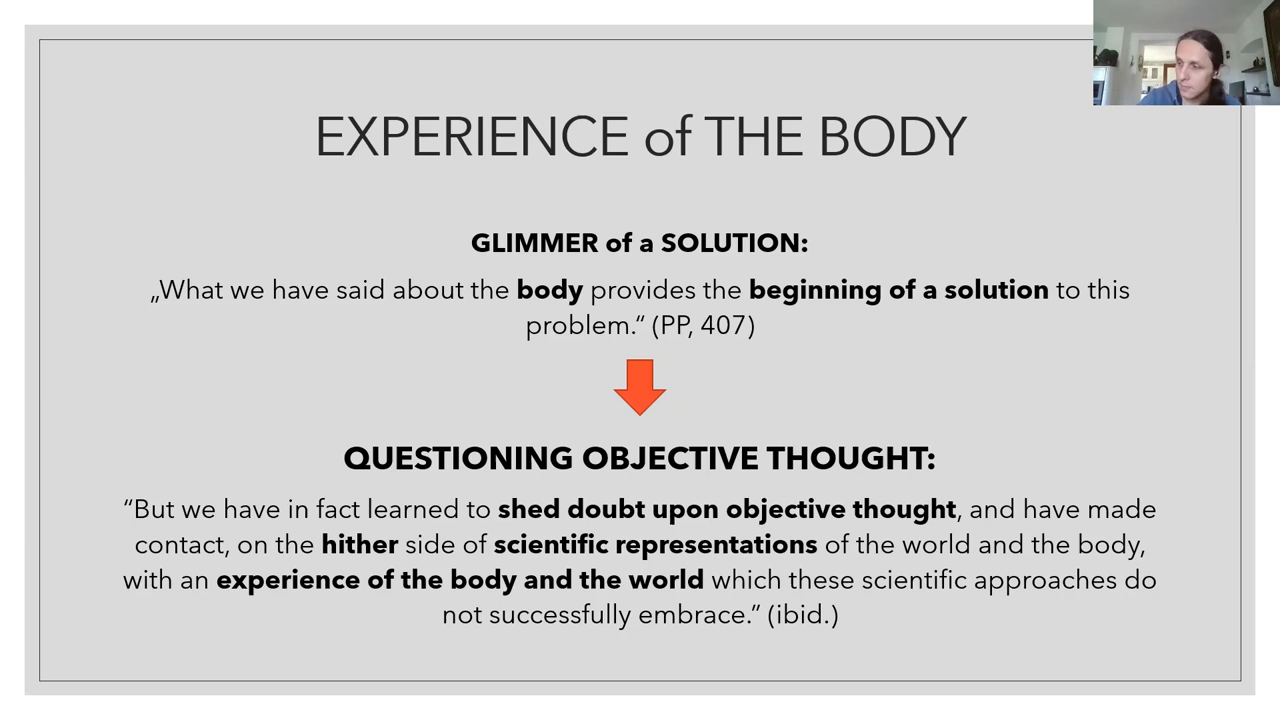 EXPERIENCE of THE BODY
GLIMMER of a SOLUTION:
„What we have said about the body provides the beginning of a solution to this
problem.“ (PP, 407)
QUESTIONING OBJECTIVE THOUGHT:
“But we have in fact learned to shed doubt upon objective thought, and have made
contact, on the hither side of scientific representations of the world and the body,
with an experience of the body and the world which these scientific approaches do
not successfully embrace.” (ibid.)